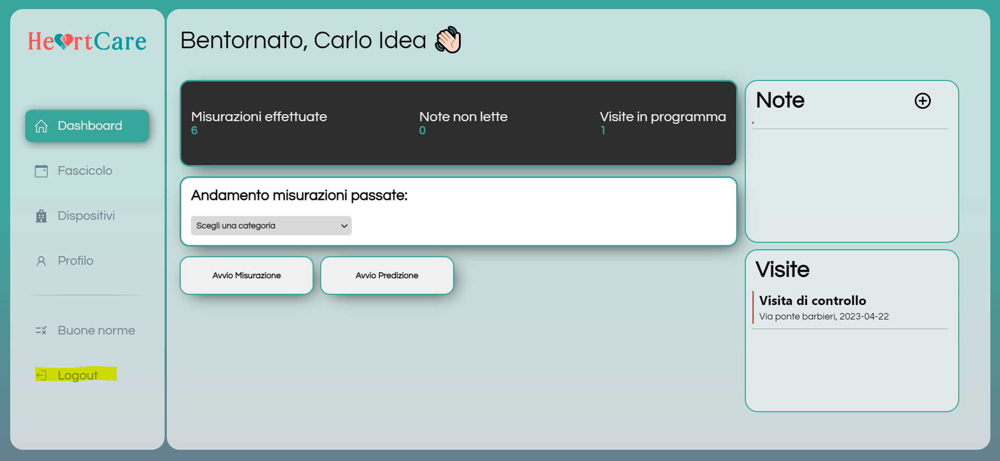 HeartCare
Dashboard
Fascicolo
Dispositivi
Profilo
Buone norme
Logout
Bentornato, Carlo Idea
Misurazioni effettuate
6
Note non lette
0
Visite in programma
1
Andamento misurazioni passate:
Scegli una categoria
Avvio Misurazione
Avvio Predizione
Note
Visite
Visita di controllo
Via ponte barbieri, 2023-04-22